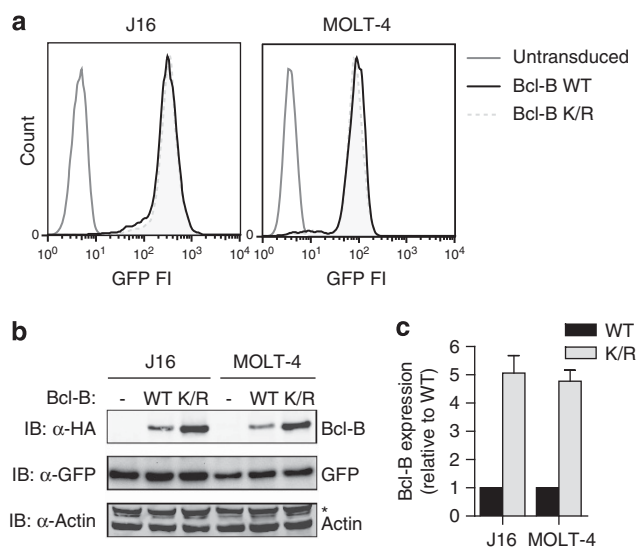 a
J16
MOLT-4
Untransduced
Bcl-B WT
Bcl-B K/R
Count
0
10^0 10^1 10^2 10^3 10^4
GFP FI
0
10^0 10^1 10^2 10^3 10^4
GFP FI
b
J16 MOLT-4
Bcl-B: - WT K/R - WT K/R
IB: α-HA Bcl-B
IB: α-GFP GFP
IB: α-Actin * Actin
c
WT
K/R
Bcl-B expression
(relative to WT)
6
5
4
3
2
1
0
J16 MOLT-4